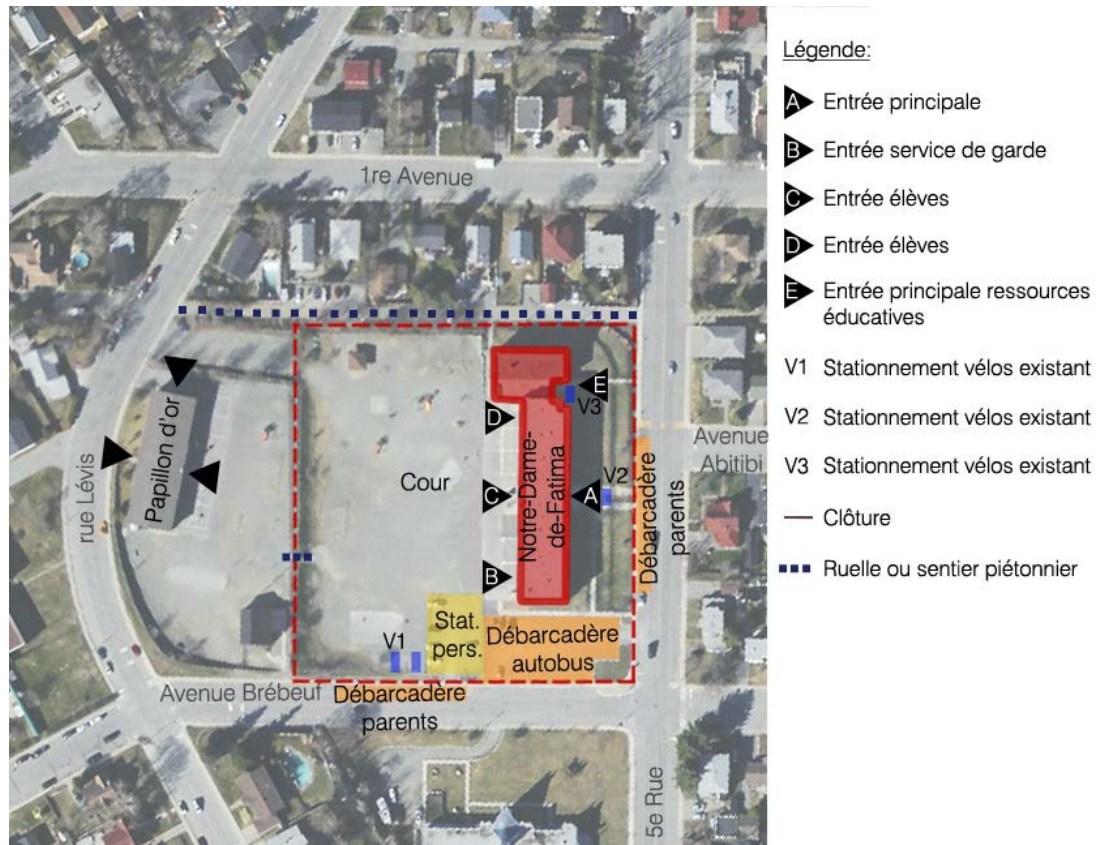 1re Avenue
Papillon d'or
rue Lévis
Cour
D
C
B
E
V3
Notre-Dame-
de-Fatima
A
V2
Avenue
Abitibi
Débarcadère
parents
Stat.
pers.
Débarcadère
autobus
V1
Avenue Brébeuf
Débarcadère
parents
5e Rue
Légende:
A Entrée principale
B Entrée service de garde
C Entrée élèves
D Entrée élèves
E Entrée principale ressources
éducatives
V1 Stationnement vélos existant
V2 Stationnement vélos existant
V3 Stationnement vélos existant
Clôture
Ruelle ou sentier piétonnier